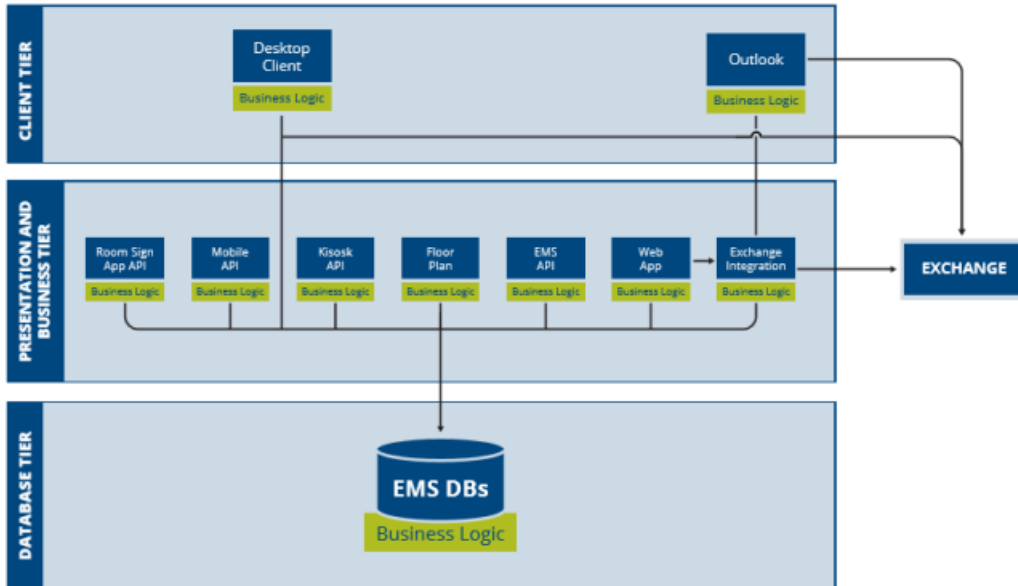 CLIENT TIER
Desktop
Client
Business Logic
Outlook
Business Logic
PRESENTATION AND
BUSINESS TIER
Room Sign
App API
Business Logic
Mobile
API
Business Logic
Kisosk
API
Business Logic
Floor
Plan
Business Logic
EMS
API
Business Logic
Web
App
Business Logic
Exchange
Integration
Business Logic
EXCHANGE
DATABASE TIER
EMS DBs
Business Logic